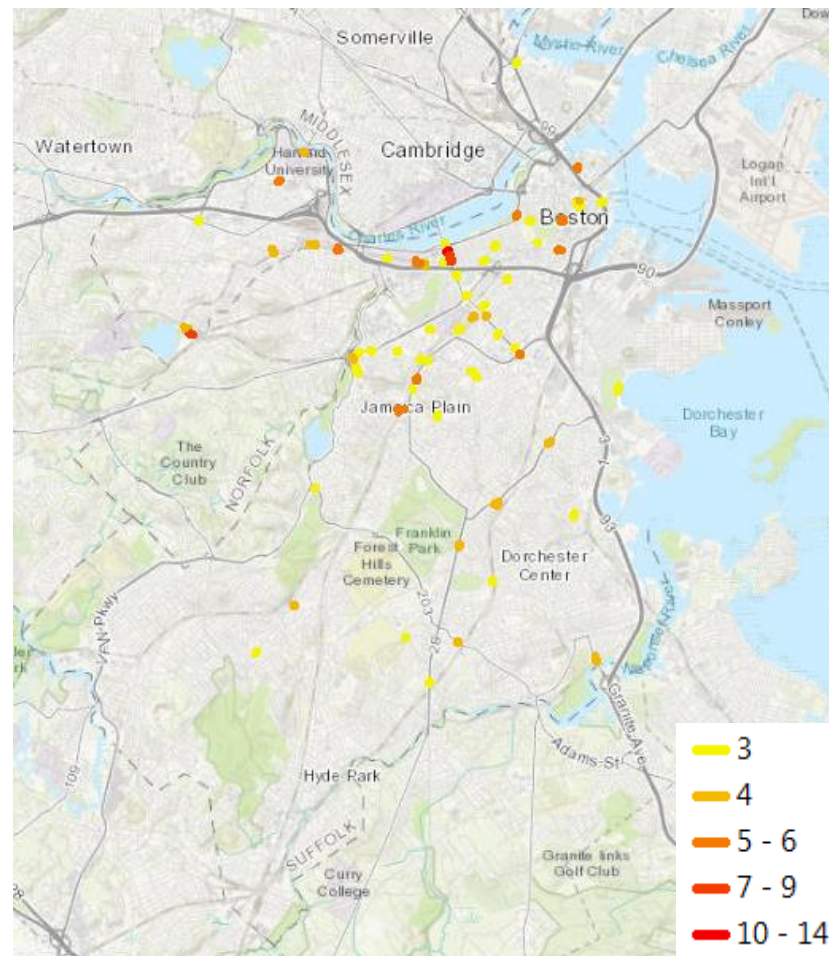 Dow
Somerville
Mystic River
Chelsea River
99
MIDDLESEX
Watertown
Harvard
University
Cambridge
Logan
Int'l
Airport
Boston
Charles River
90
Massport
Conley
Jamaica Plain
Dorchester
Bay
The
Country
Club
NORFOLK
3
1
93
Franklin
Park
Forest
Hills
Cemetery
Dorchester
Center
203
28
VFW Pkwy
Neponset River
Granite Ave
Adams St
109
Hyde Park
SUFFOLK
Granite links
Golf Club
Curry
College
3
4
5 - 6
7 - 9
10 - 14